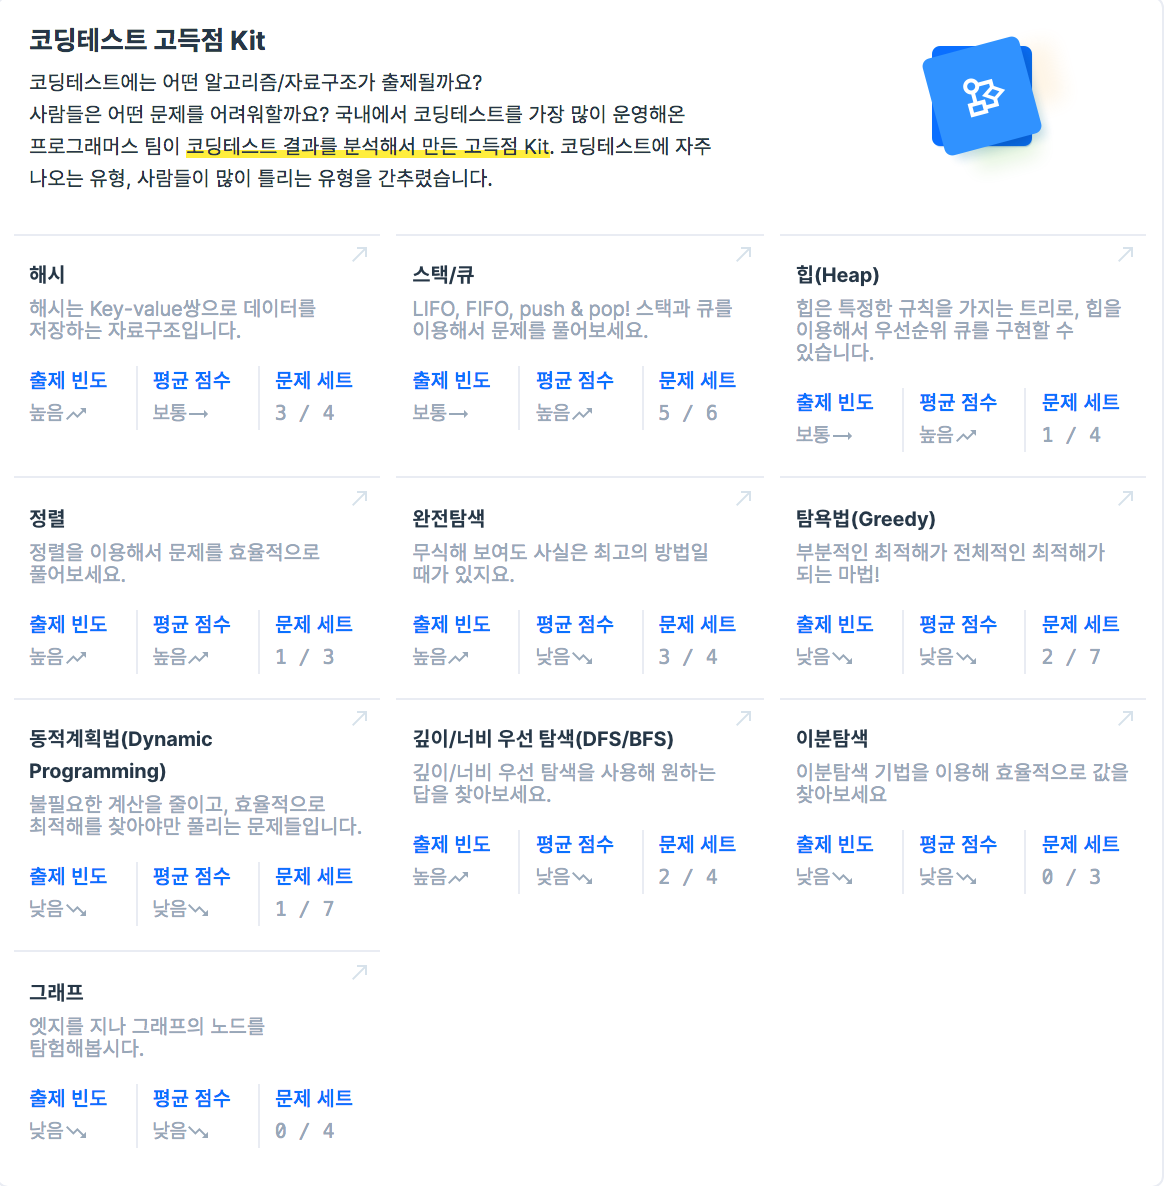 코딩테스트 고득점 Kit
코딩테스트에는 어떤 알고리즘/자료구조가 출제될까요?
사람들은 어떤 문제를 어려워할까요? 국내에서 코딩테스트를 가장 많이 운영해온
프로그래머스 팀이 코딩테스트 결과를 분석해서 만든 고득점 Kit. 코딩테스트에 자주
나오는 유형, 사람들이 많이 틀리는 유형을 간추렸습니다.
해시
해시는 Key-value쌍으로 데이터를
저장하는 자료구조입니다.
출제 빈도 평균 점수 문제 세트
높음 보통 3 / 4
스택/큐
LIFO, FIFO, push & pop! 스택과 큐를
이용해서 문제를 풀어보세요.
출제 빈도 평균 점수 문제 세트
보통 높음 5 / 6
힙(Heap)
힙은 특정한 규칙을 가지는 트리로, 힙을
이용해서 우선순위 큐를 구현할 수
있습니다.
출제 빈도 평균 점수 문제 세트
보통 높음 1 / 4
정렬
정렬을 이용해서 문제를 효율적으로
풀어보세요.
출제 빈도 평균 점수 문제 세트
높음 높음 1 / 3
완전탐색
무식해 보여도 사실은 최고의 방법일
때가 있지요.
출제 빈도 평균 점수 문제 세트
높음 낮음 3 / 4
탐욕법(Greedy)
부분적인 최적해가 전체적인 최적해가
되는 마법!
출제 빈도 평균 점수 문제 세트
낮음 낮음 2 / 7
동적계획법(Dynamic
Programming)
불필요한 계산을 줄이고, 효율적으로
최적해를 찾아야만 풀리는 문제들입니다.
출제 빈도 평균 점수 문제 세트
낮음 낮음 1 / 7
깊이/너비 우선 탐색(DFS/BFS)
깊이/너비 우선 탐색을 사용해 원하는
답을 찾아보세요.
출제 빈도 평균 점수 문제 세트
높음 낮음 2 / 4
이분탐색
이분탐색 기법을 이용해 효율적으로 값을
찾아보세요
출제 빈도 평균 점수 문제 세트
낮음 낮음 0 / 3
그래프
엣지를 지나 그래프의 노드를
탐험해봅시다.
출제 빈도 평균 점수 문제 세트
낮음 낮음 0 / 4